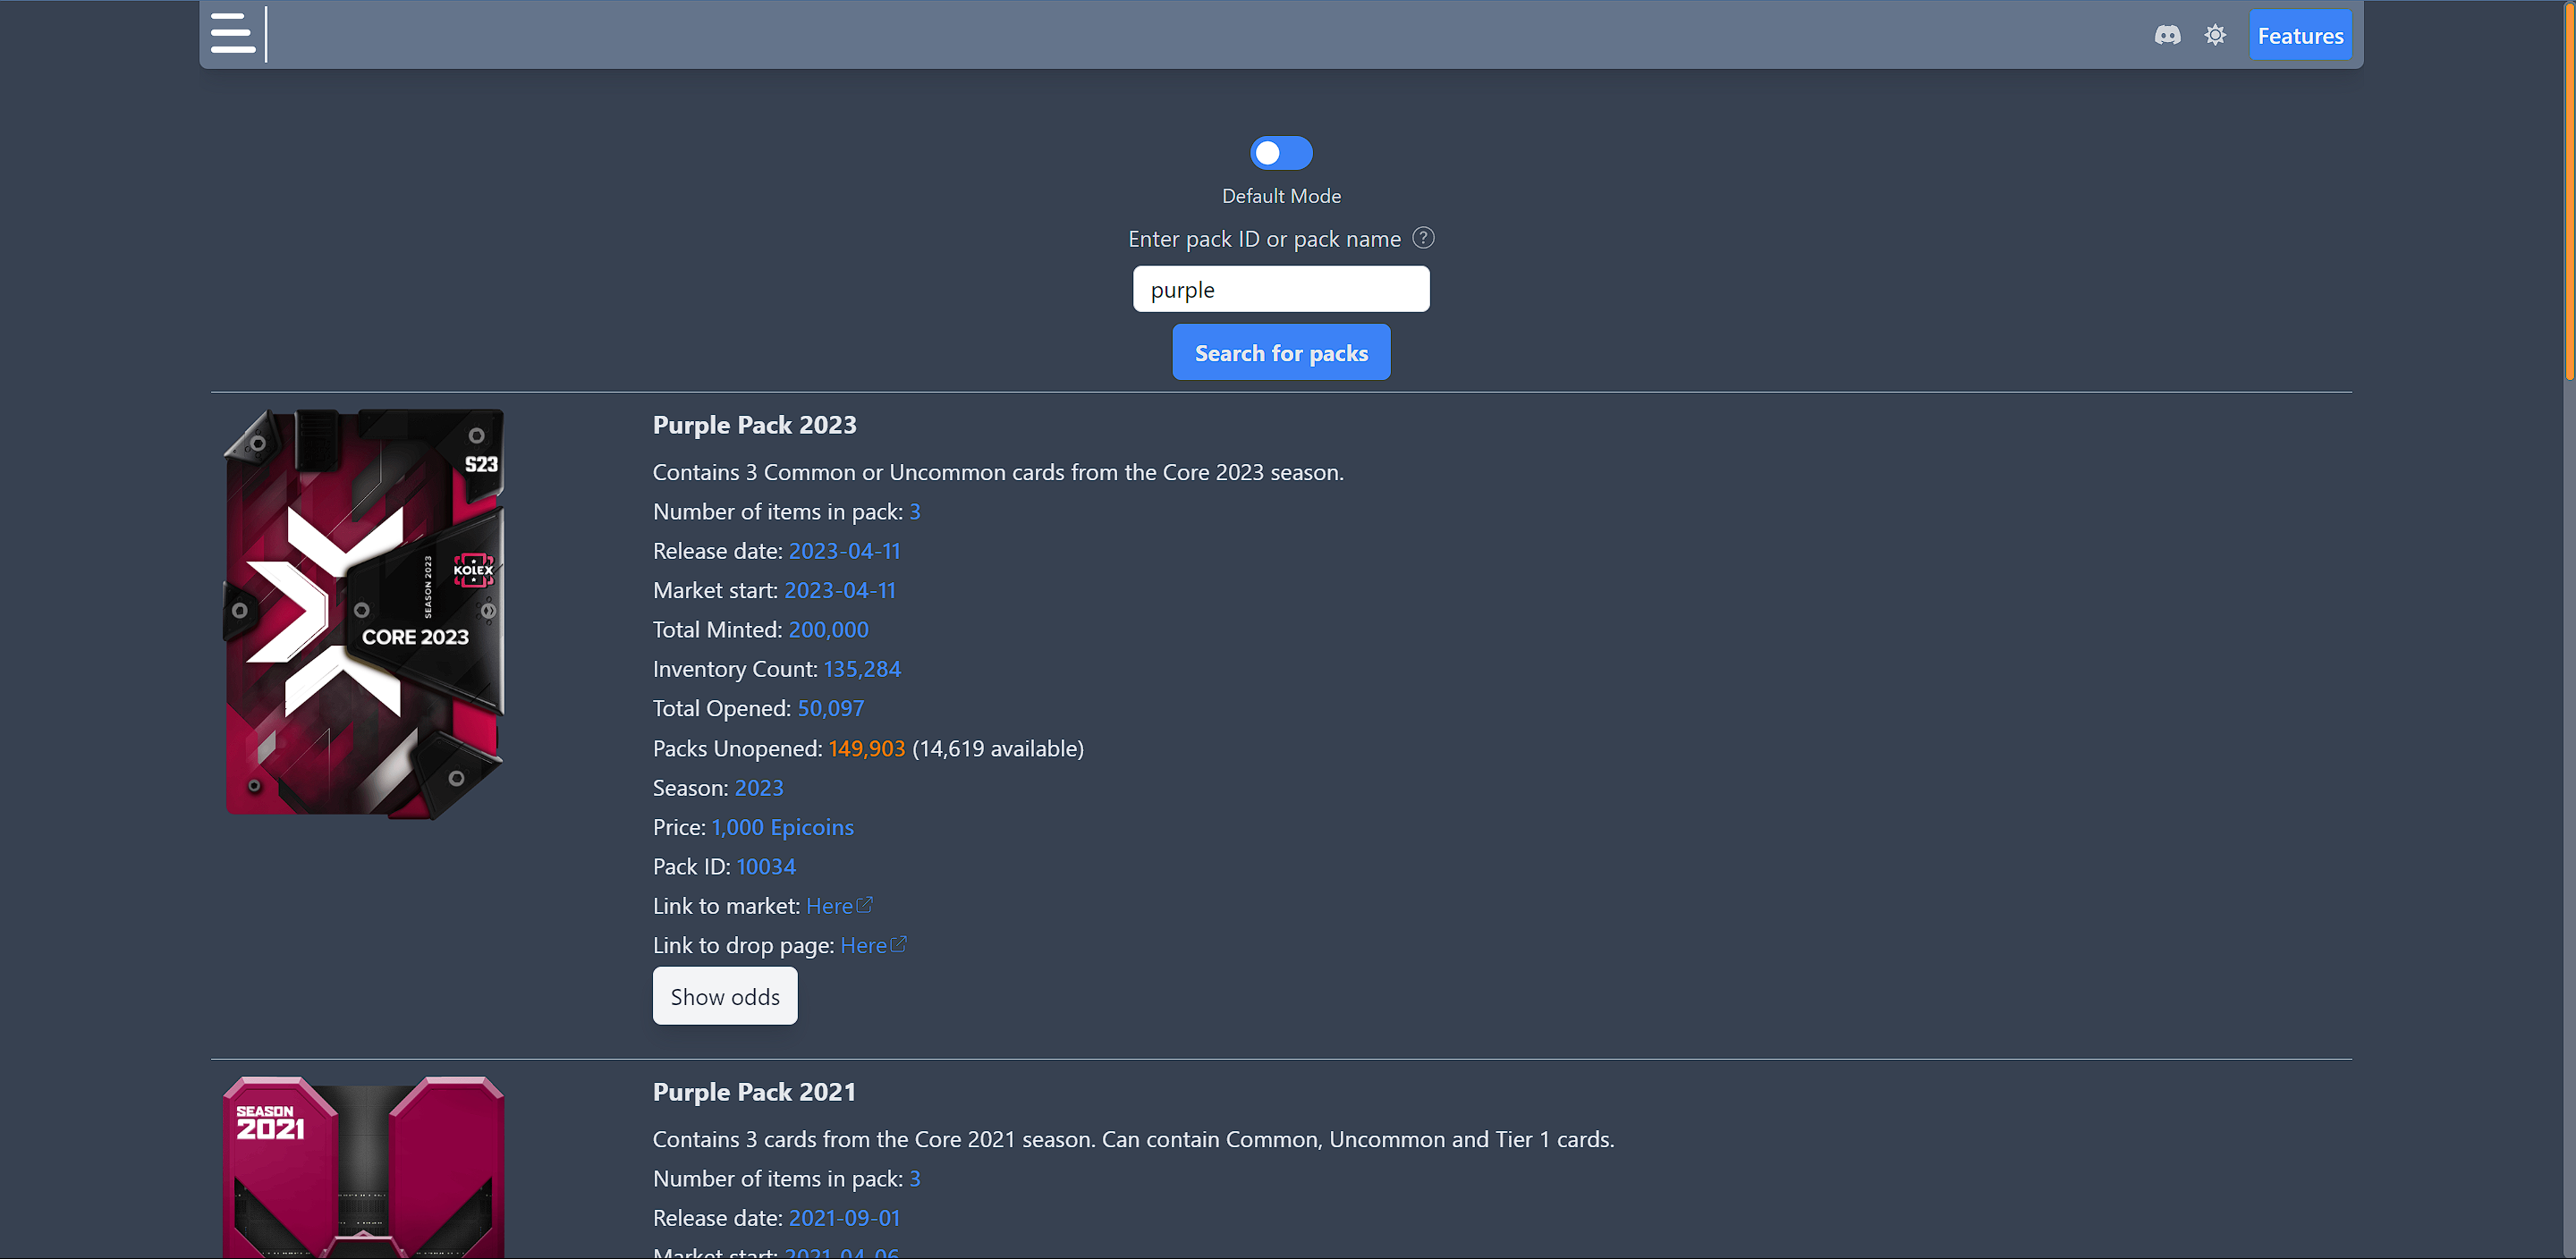 Features
Default Mode
Enter pack ID or pack name ?
purple
Search for packs
S23
SEASON 2023
KOLEX
CORE 2023
Purple Pack 2023
Contains 3 Common or Uncommon cards from the Core 2023 season.
Number of items in pack: 3
Release date: 2023-04-11
Market start: 2023-04-11
Total Minted: 200,000
Inventory Count: 135,284
Total Opened: 50,097
Packs Unopened: 149,903 (14,619 available)
Season: 2023
Price: 1,000 Epicoins
Pack ID: 10034
Link to market: Here
Link to drop page: Here
Show odds
SEASON
2021
Purple Pack 2021
Contains 3 cards from the Core 2021 season. Can contain Common, Uncommon and Tier 1 cards.
Number of items in pack: 3
Release date: 2021-09-01
Market start: 2021-04-06